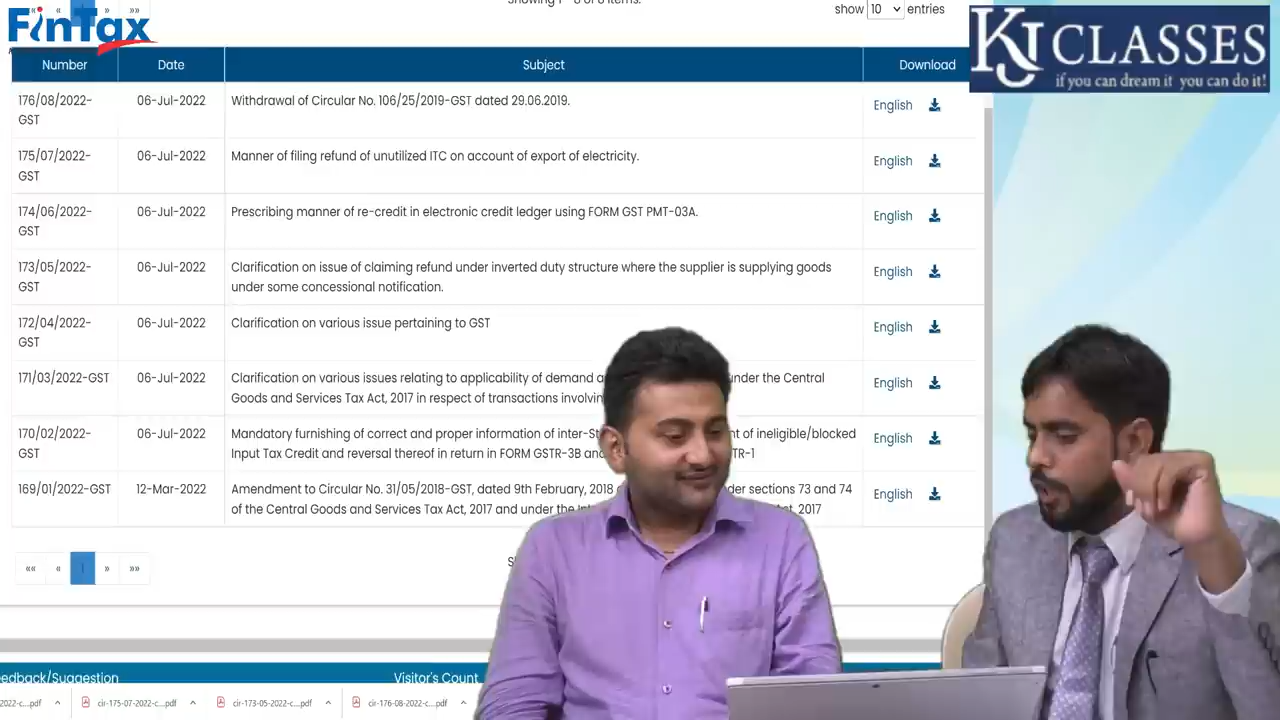 FinTax
KJ CLASSES
if you can dream it you can do it!
show 10 entries
Number Date Subject Download
176/08/2022-GST 06-Jul-2022 Withdrawal of Circular No. 106/25/2019-GST dated 29.06.2019. English
175/07/2022-GST 06-Jul-2022 Manner of filing refund of unutilized ITC on account of export of electricity. English
174/06/2022-GST 06-Jul-2022 Prescribing manner of re-credit in electronic credit ledger using FORM GST PMT-03A. English
173/05/2022-GST 06-Jul-2022 Clarification on issue of claiming refund under inverted duty structure where the supplier is supplying goods
under some concessional notification. English
172/04/2022-GST 06-Jul-2022 Clarification on various issue pertaining to GST English
171/03/2022-GST 06-Jul-2022 Clarification on various issues relating to applicability of demand under the Central
Goods and Services Tax Act, 2017 in respect of transactions English
170/02/2022-GST 06-Jul-2022 Mandatory furnishing of correct and proper information of of ineligible/blocked
Input Tax Credit and reversal thereof in return in FORM GSTR-3B English
169/01/2022-GST 12-Mar-2022 Amendment to Circular No. 31/05/2018-GST, dated 9th February, 2018 sections 73 and 74
of the Central Goods and Services Tax Act, 2017 and under the 2017 English
«« « 1 » »»
Visitor's Count
cir-175-07-2022-c....pdf cir-173-05-2022-c....pdf cir-176-08-2022-c....pdf